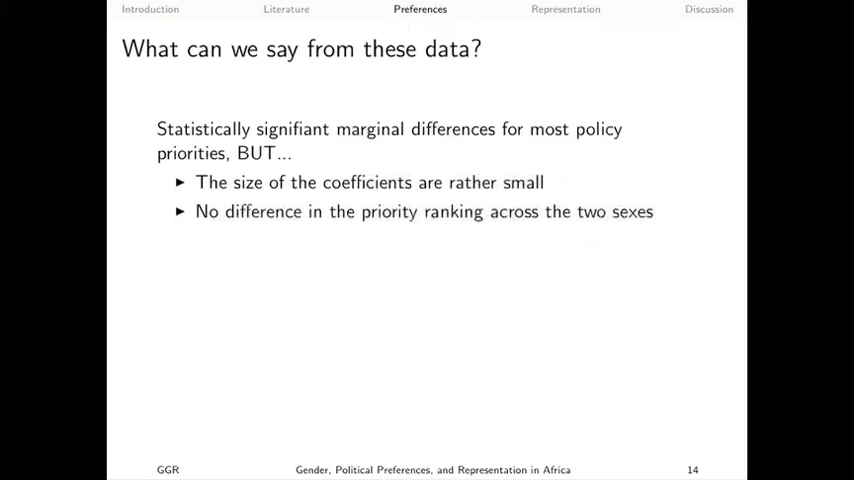 Introduction Literature Preferences Representation Discussion
What can we say from these data?
Statistically signifiant marginal differences for most policy
priorities, BUT...
► The size of the coefficients are rather small
► No difference in the priority ranking across the two sexes
GGR Gender, Political Preferences, and Representation in Africa 14